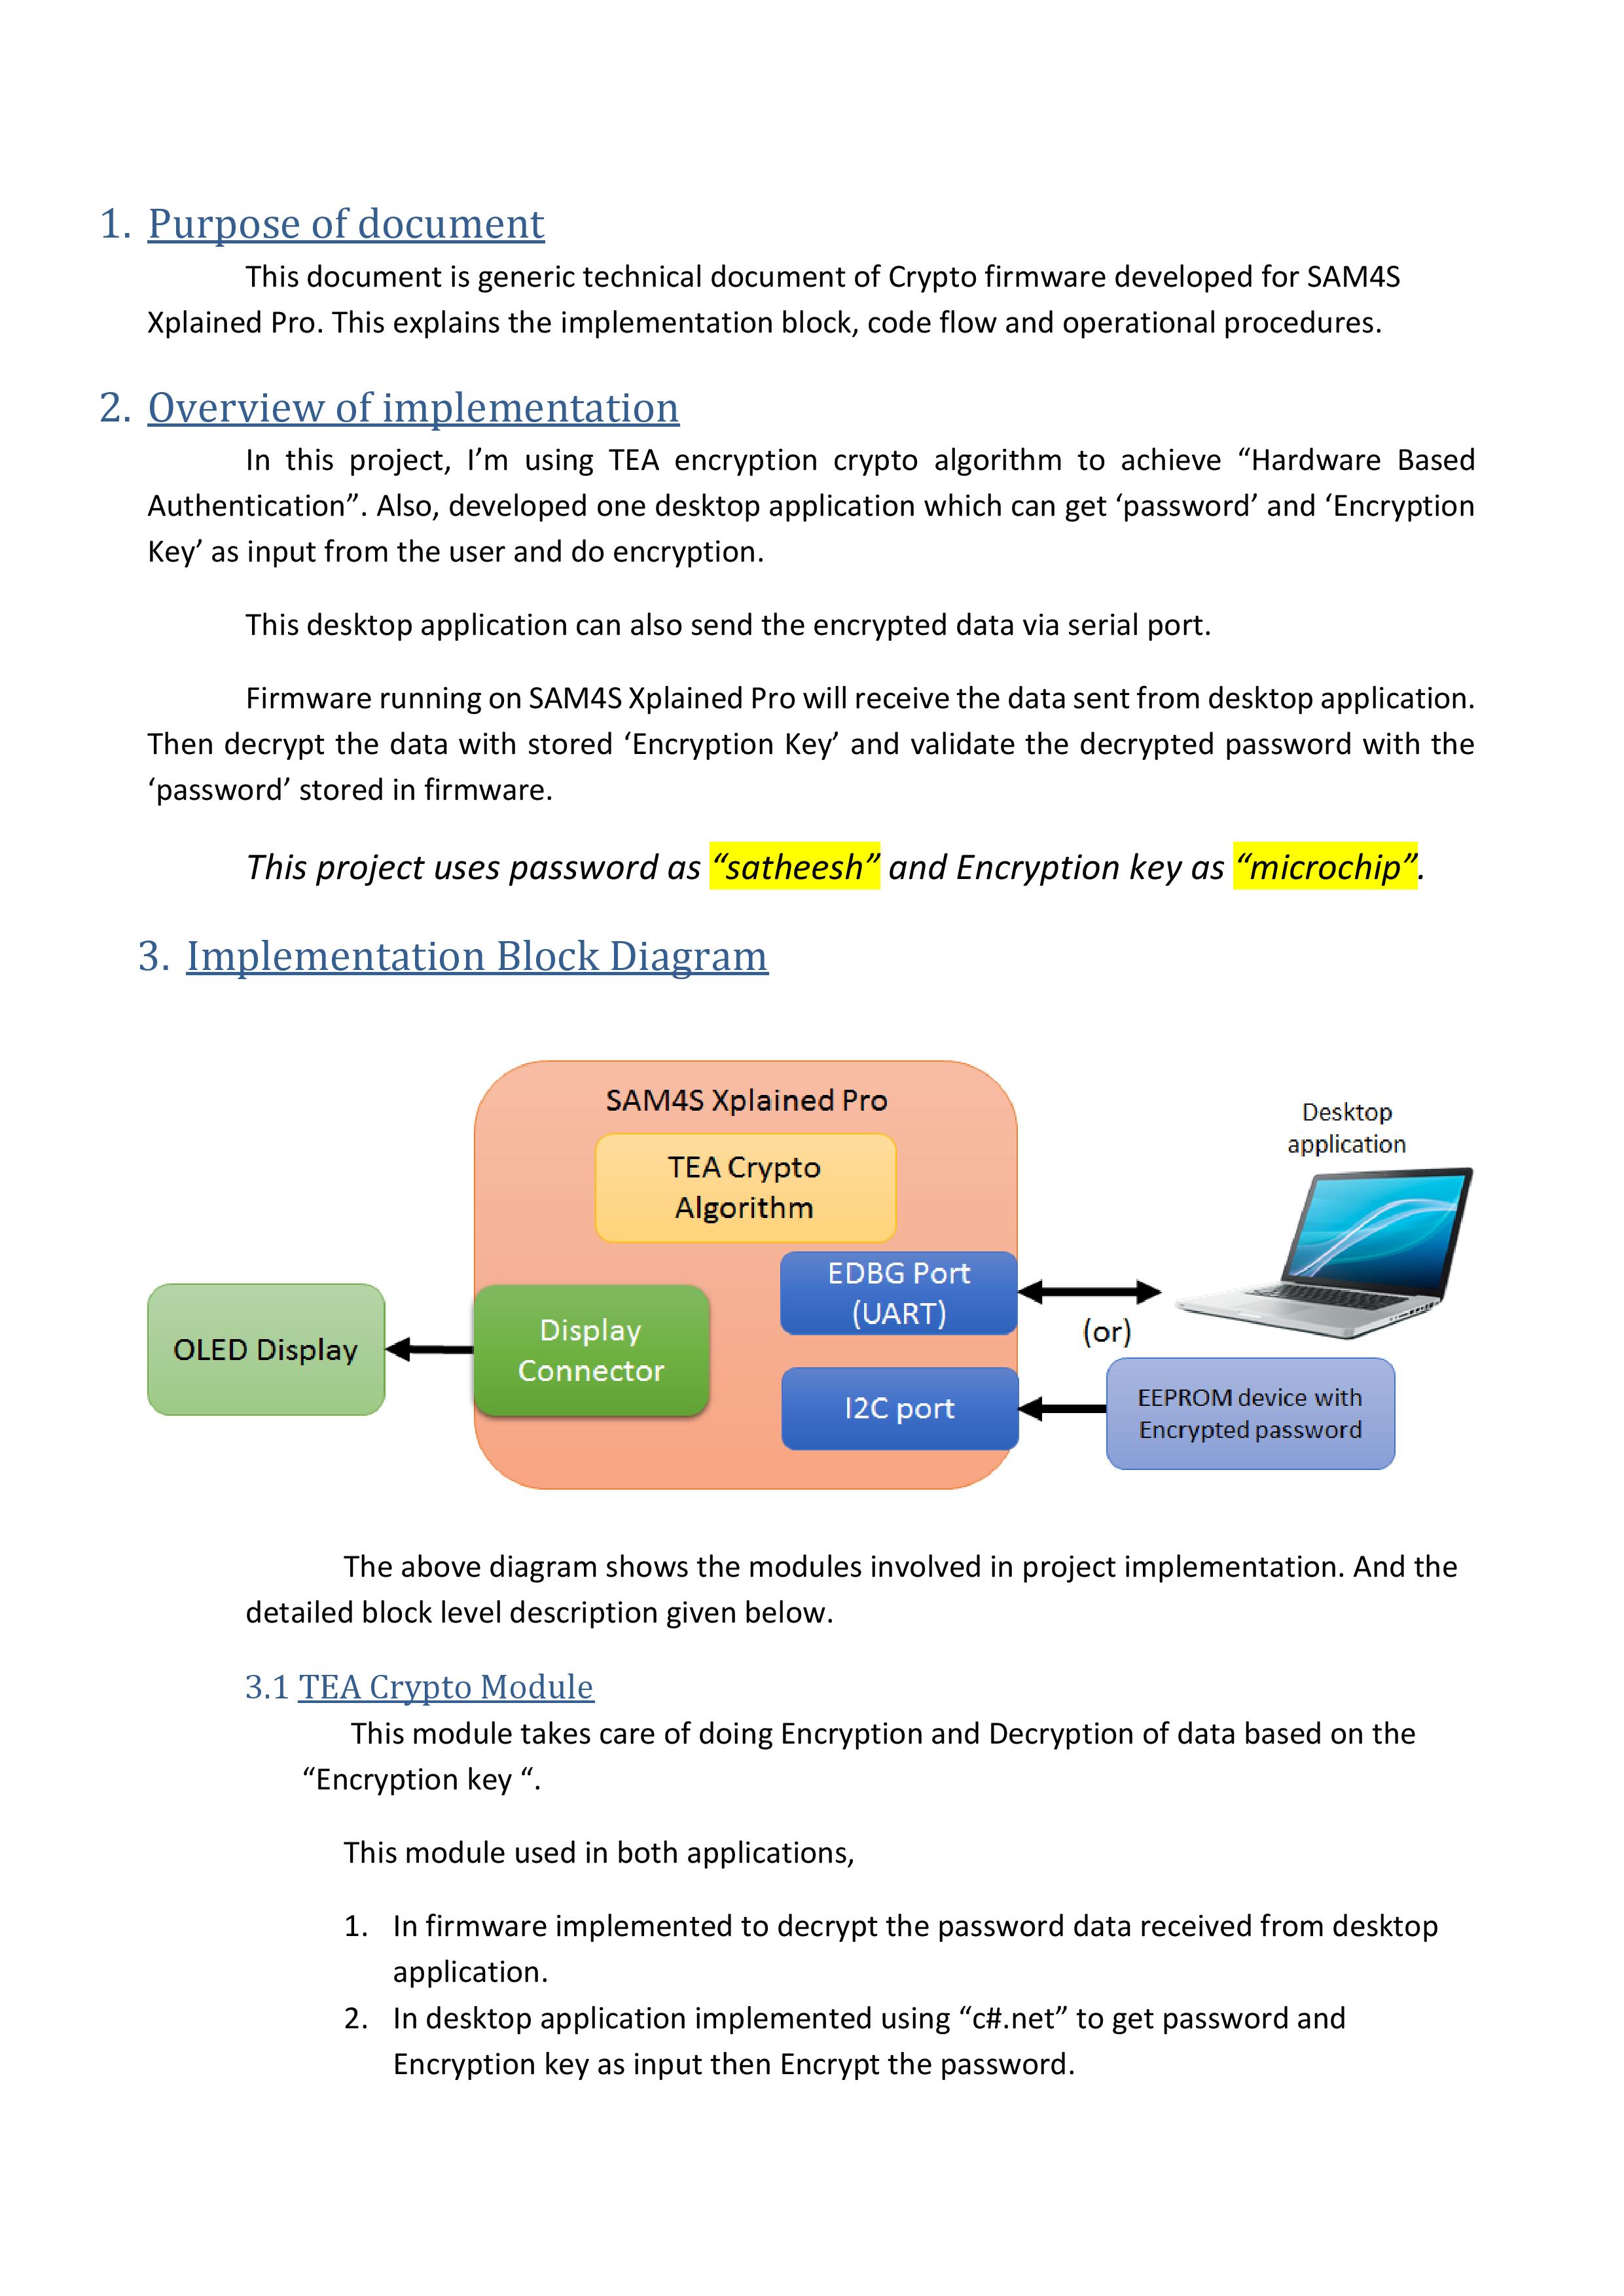 1. Purpose of document
This document is generic technical document of Crypto firmware developed for SAM4S
Xplained Pro. This explains the implementation block, code flow and operational procedures.
2. Overview of implementation
In this project, I’m using TEA encryption crypto algorithm to achieve “Hardware Based
Authentication”. Also, developed one desktop application which can get ‘password’ and ‘Encryption
Key’ as input from the user and do encryption.
This desktop application can also send the encrypted data via serial port.
Firmware running on SAM4S Xplained Pro will receive the data sent from desktop application.
Then decrypt the data with stored ‘Encryption Key’ and validate the decrypted password with the
‘password’ stored in firmware.
This project uses password as “satheesh” and Encryption key as “microchip”.
3. Implementation Block Diagram
SAM4S Xplained Pro
TEA Crypto
Algorithm
Desktop
application
EDBG Port
(UART)
(or)
OLED Display
Display
Connector
I2C port
EEPROM device with
Encrypted password
The above diagram shows the modules involved in project implementation. And the
detailed block level description given below.
3.1 TEA Crypto Module
This module takes care of doing Encryption and Decryption of data based on the
“Encryption key “.
This module used in both applications,
1. In firmware implemented to decrypt the password data received from desktop
application.
2. In desktop application implemented using “c#.net” to get password and
Encryption key as input then Encrypt the password.